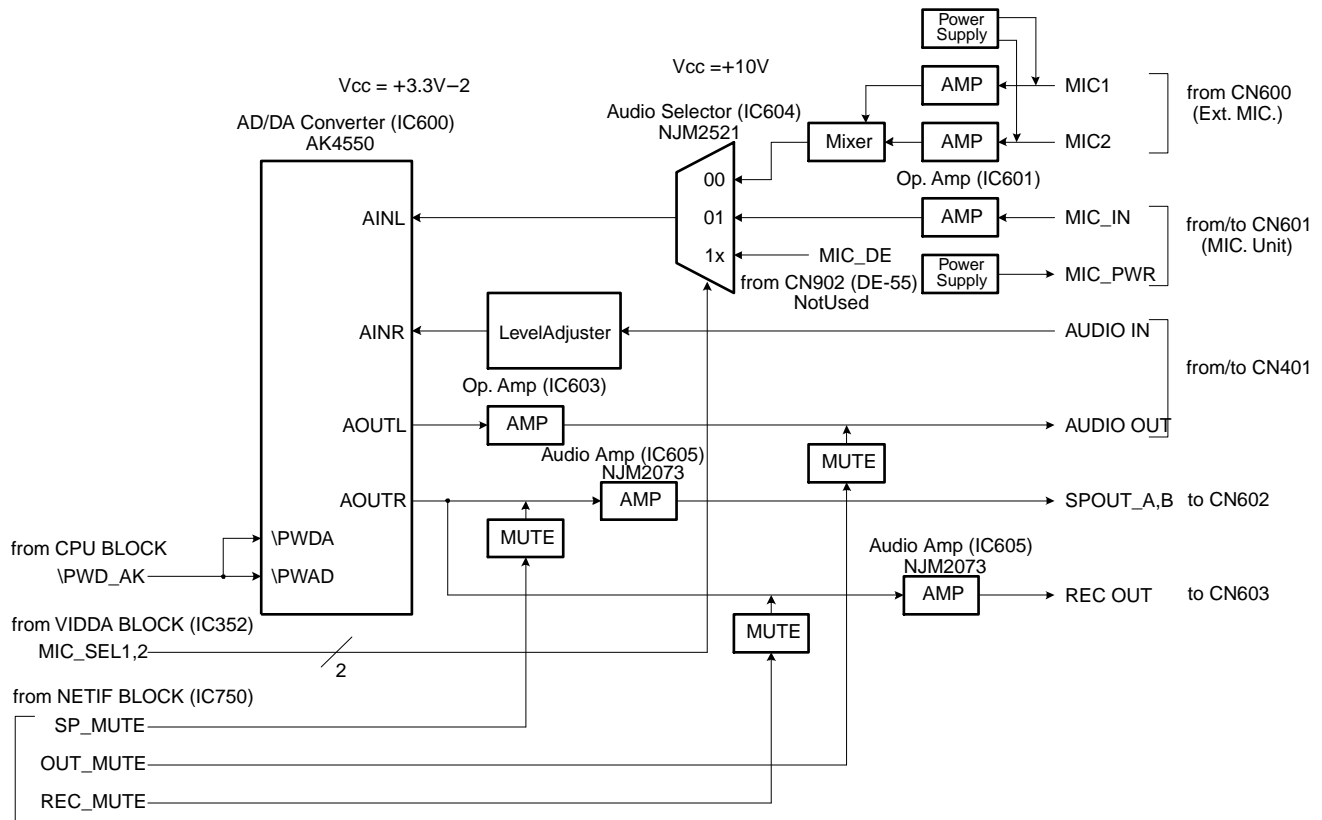 Power
Supply
Vcc =+10V
Vcc = +3.3V−2
AMP
MIC1
from CN600
(Ext. MIC.)
AD/DA Converter (IC600)
AK4550
Audio Selector (IC604)
NJM2521
Mixer
AMP
MIC2
00
Op. Amp (IC601)
AINL
01
AMP
MIC_IN
from/to CN601
(MIC. Unit)
1x
MIC_DE
from CN902 (DE-55)
NotUsed
Power
Supply
MIC_PWR
AINR
LevelAdjuster
AUDIO IN
from/to CN401
Op. Amp (IC603)
AOUTL
AMP
AUDIO OUT
Audio Amp (IC605)
NJM2073
MUTE
AOUTR
AMP
SPOUT_A,B
to CN602
MUTE
from CPU BLOCK
\PWDA
\PWD_AK
\PWAD
Audio Amp (IC605)
NJM2073
AMP
REC OUT
to CN603
MUTE
from VIDDA BLOCK (IC352)
MIC_SEL1,2
2
from NETIF BLOCK (IC750)
SP_MUTE
OUT_MUTE
REC_MUTE